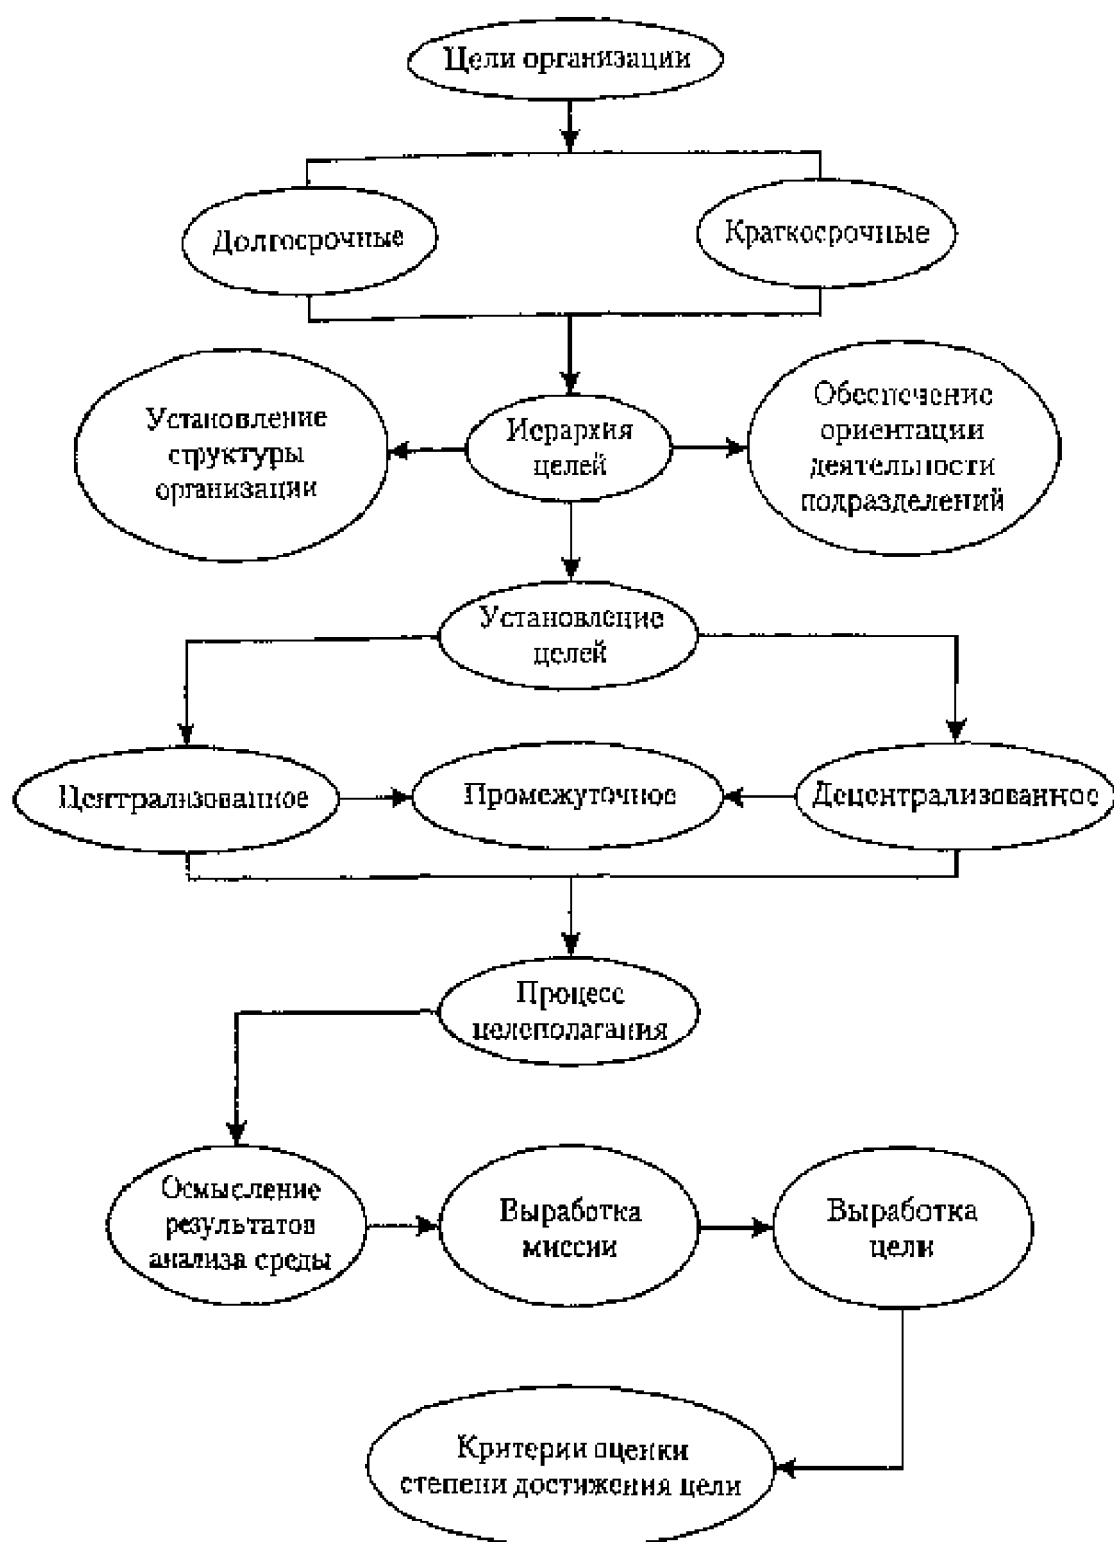 Цели организации
Долгосрочные
Краткосрочные
Установление
структуры
организации
Иерархия
целей
Обеспечение
ориентации
деятельности
подразделений
Установление
целей
Централизованное
Промежуточное
Децентрализованное
Процесс
целеполагания
Осмысление
результатов
анализа среды
Выработка
миссии
Выработка
цели
Критерии оценки
степени достижения цели